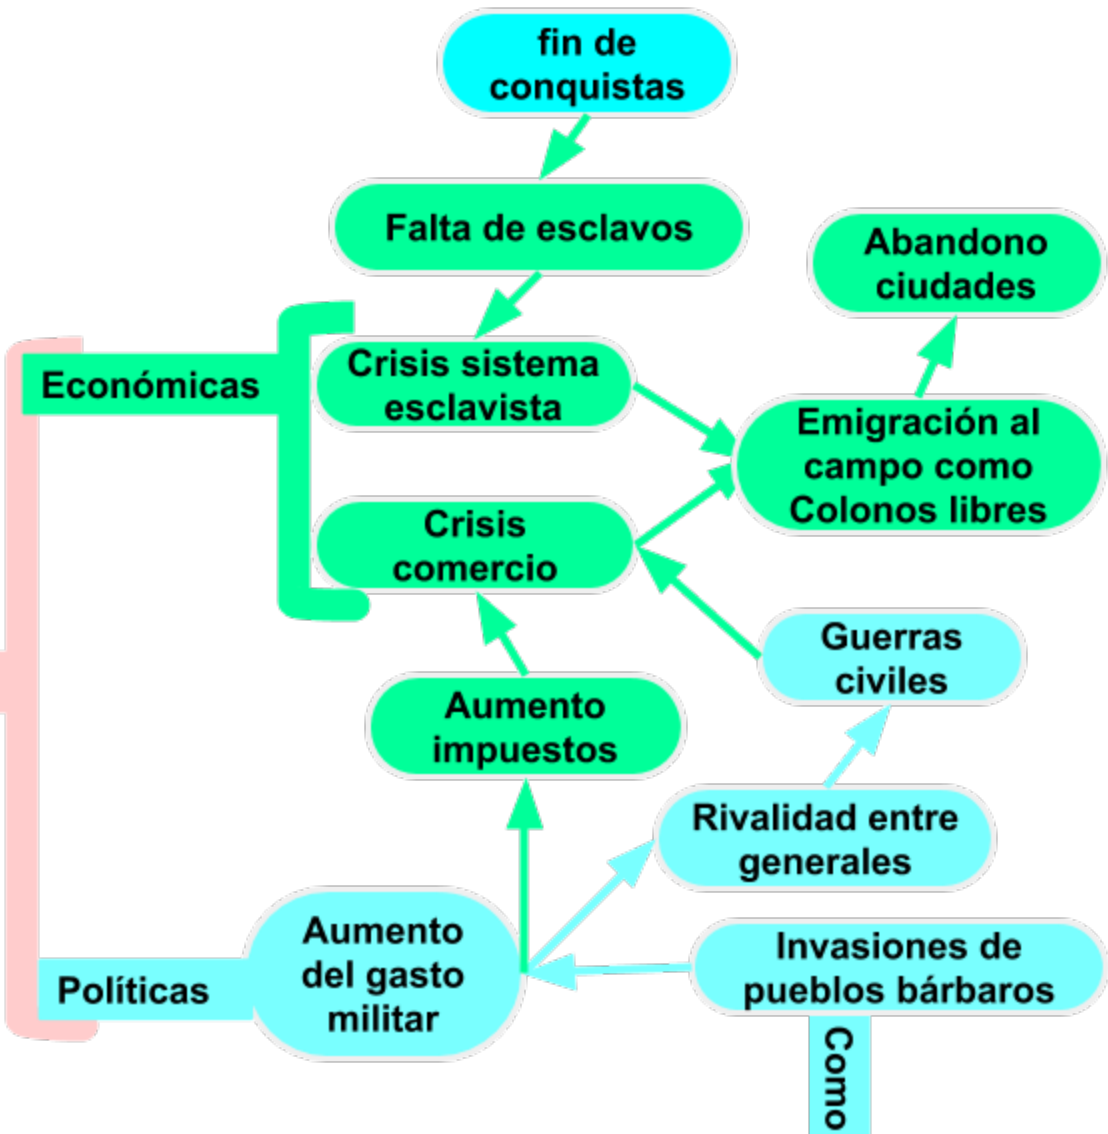 fin de
conquistas
Falta de esclavos
Abandono
ciudades
Económicas
Crisis sistema
esclavista
Emigración al
campo como
Colonos libres
Crisis
comercio
Guerras
civiles
Aumento
impuestos
Rivalidad entre
generales
Aumento
del gasto
militar
Políticas
Invasiones de
pueblos bárbaros
Como